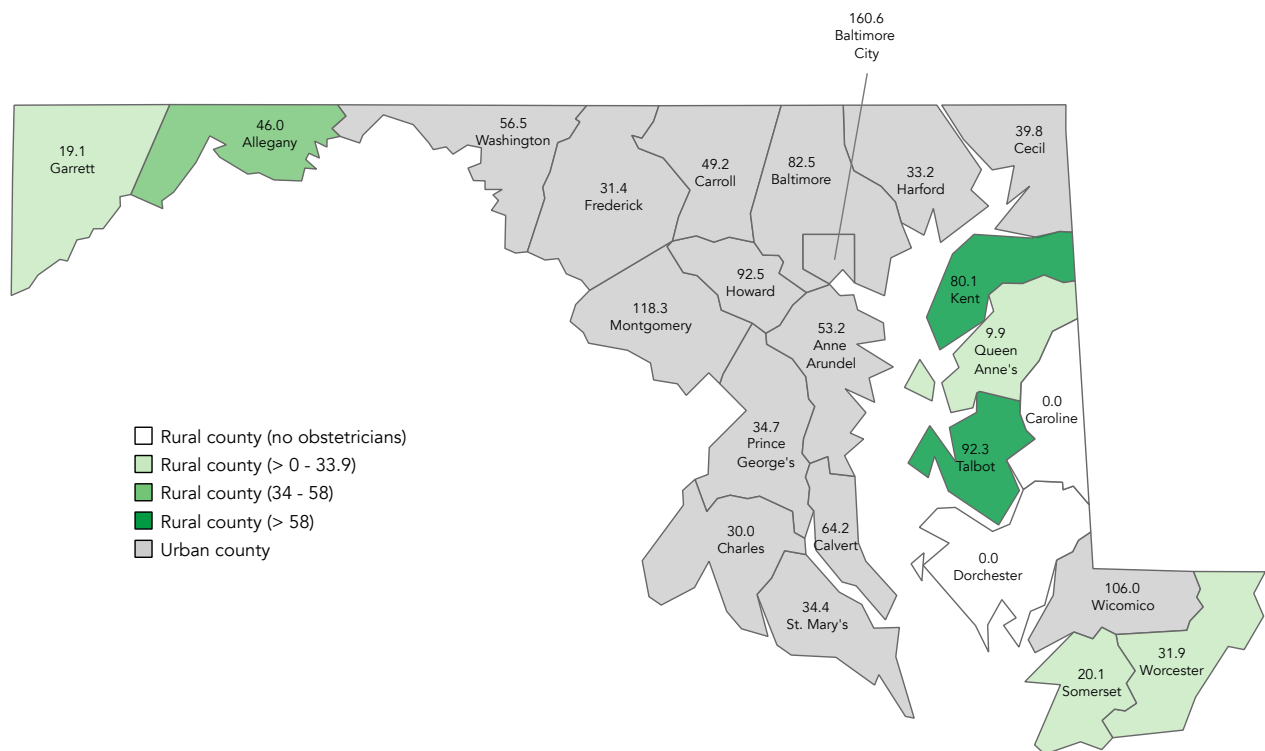 160.6
Baltimore
City
19.1
Garrett
46.0
Allegany
56.5
Washington
31.4
Frederick
49.2
Carroll
82.5
Baltimore
33.2
Harford
39.8
Cecil
118.3
Montgomery
92.5
Howard
53.2
Anne
Arundel
80.1
Kent
9.9
Queen
Anne's
0.0
Caroline
92.3
Talbot
34.7
Prince
George's
30.0
Charles
64.2
Calvert
34.4
St. Mary's
0.0
Dorchester
106.0
Wicomico
20.1
Somerset
31.9
Worcester
Rural county (no obstetricians)
Rural county (> 0 - 33.9)
Rural county (34 - 58)
Rural county (> 58)
Urban county